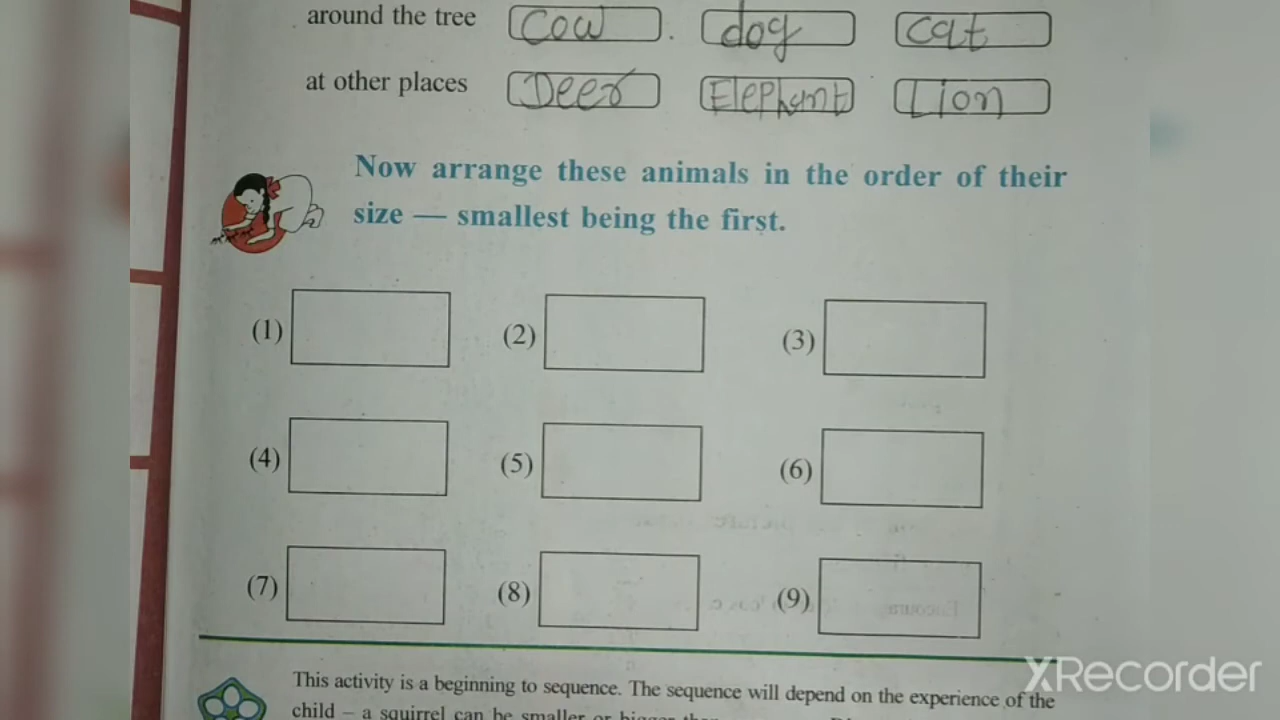 around the tree cow dog cat
at other places Deer Elephant Lion
Now arrange these animals in the order of their
size — smallest being the first.
(1) (2) (3)
(4) (5) (6)
(7) (8) (9)
This activity is a beginning to sequence. The sequence will depend on the experience of the
child – a squirrel can be smaller or bigger than
XRecorder